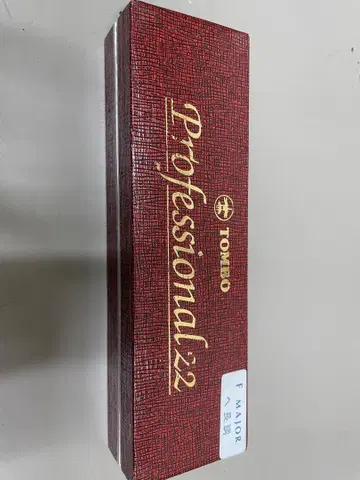 TOMBO
Professional 22
F MAJOR
ヘ長調